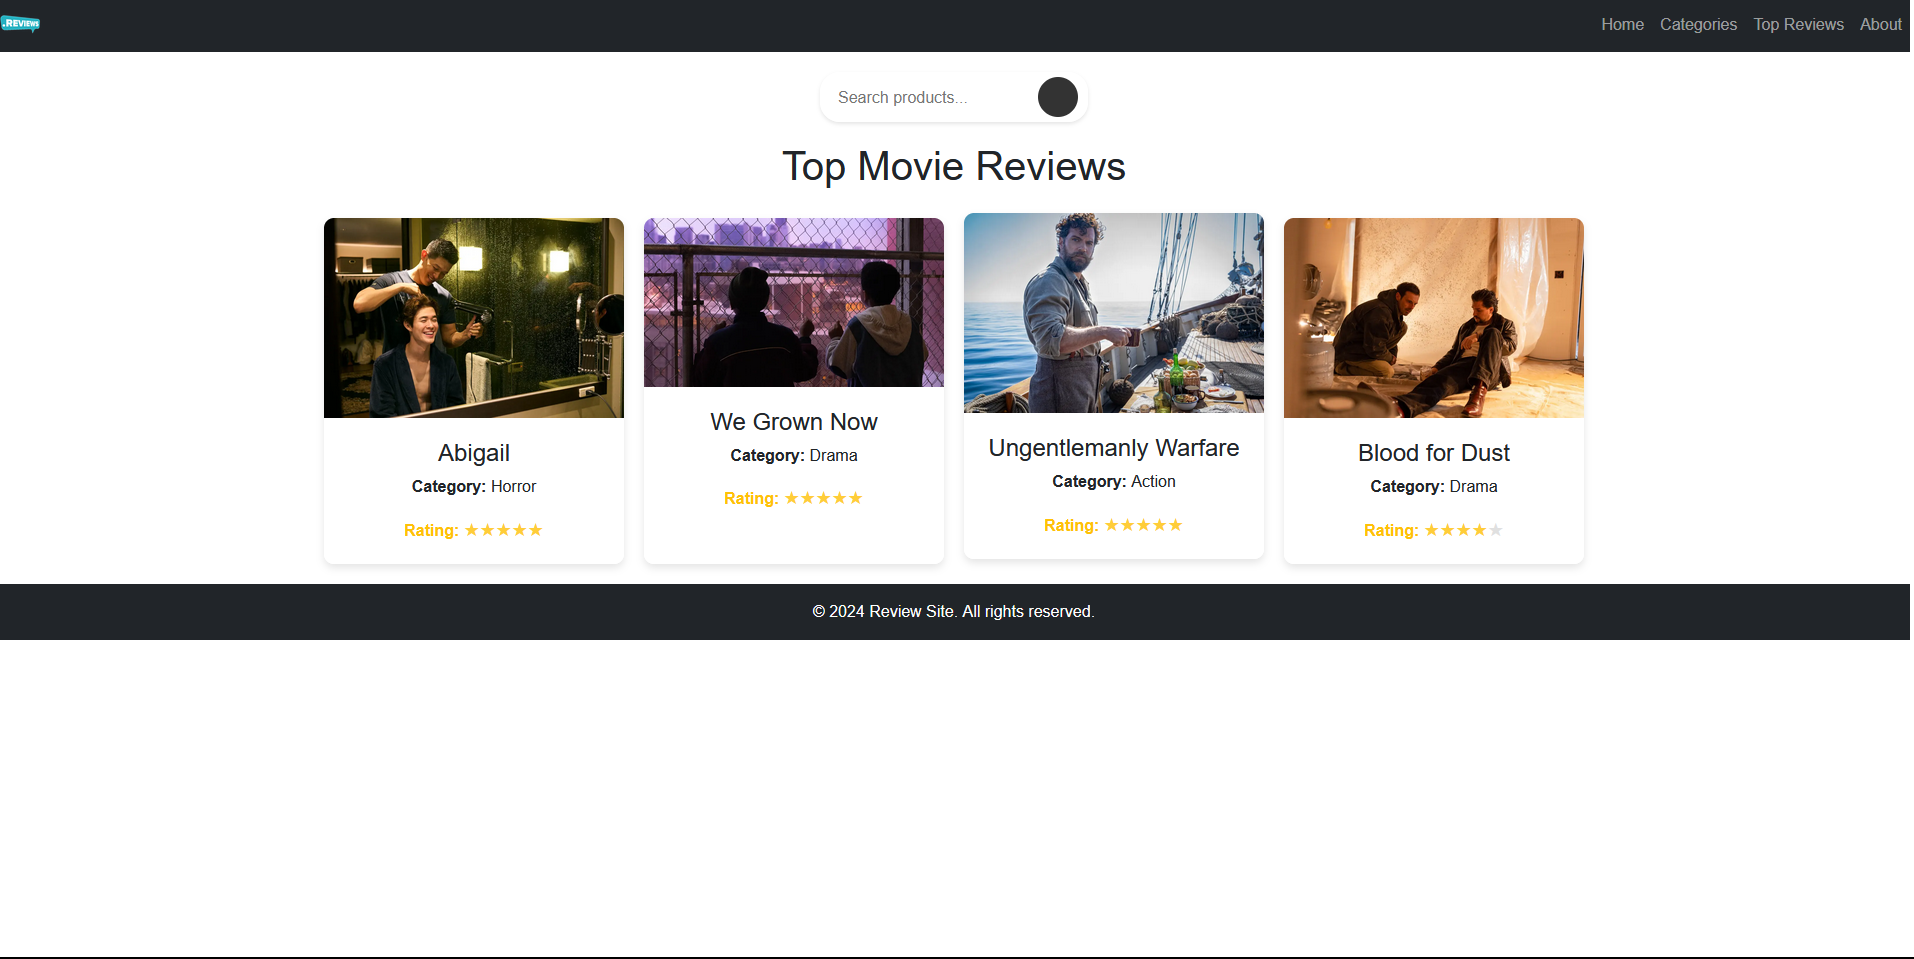 .REVIEWS
Home Categories Top Reviews About
Search products...
Top Movie Reviews
Abigail
Category: Horror
Rating: ★★★★★
We Grown Now
Category: Drama
Rating: ★★★★★
Ungentlemanly Warfare
Category: Action
Rating: ★★★★★
Blood for Dust
Category: Drama
Rating: ★★★★★
© 2024 Review Site. All rights reserved.